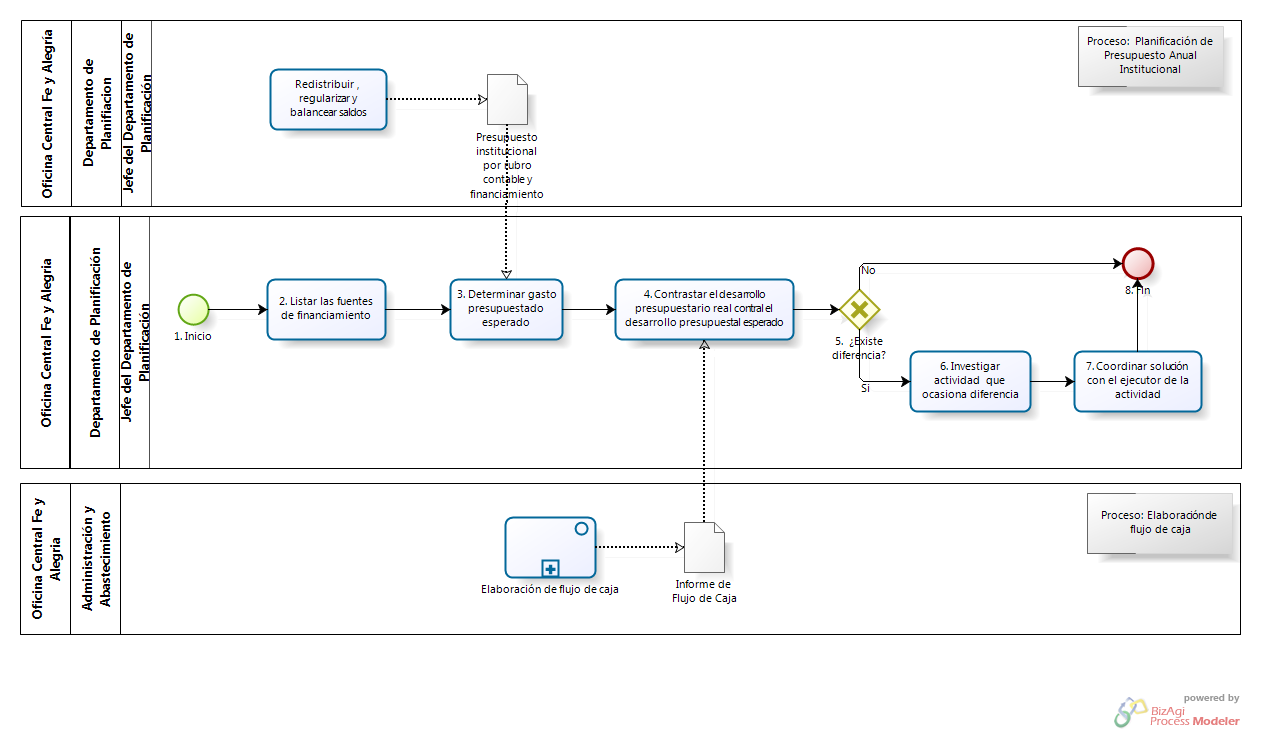 Oficina Central Fe y Alegría
Departamento de
Planifiacion
Jefe del Departamento de
Planificación
Redistribuir ,
regularizar y
balancear saldos
Presupuesto
institucional
por rubro
contable y
financiamiento
Proceso: Planificación de
Presupuesto Anual
Institucional
Oficina Central Fe y Alegria
Departamento de Planificación
Jefe del Departamento de
Planificación
1. Inicio
2. Listar las fuentes
de financiamiento
3. Determinar gasto
presupuestado
esperado
4. Contrastar el desarrollo
presupuestario real contral el
desarrollo presupuestal esperado
5. ¿Existe
diferencia?
No
Si
6. Investigar
actividad que
ocasiona diferencia
7. Coordinar solución
con el ejecutor de la
actividad
8. Fin
Oficina Central Fe y
Alegria
Administración y
Abastecimiento
Elaboración de flujo de caja
Informe de
Flujo de Caja
Proceso: Elaboraciónde
flujo de caja
powered by
BizAgi
Process Modeler